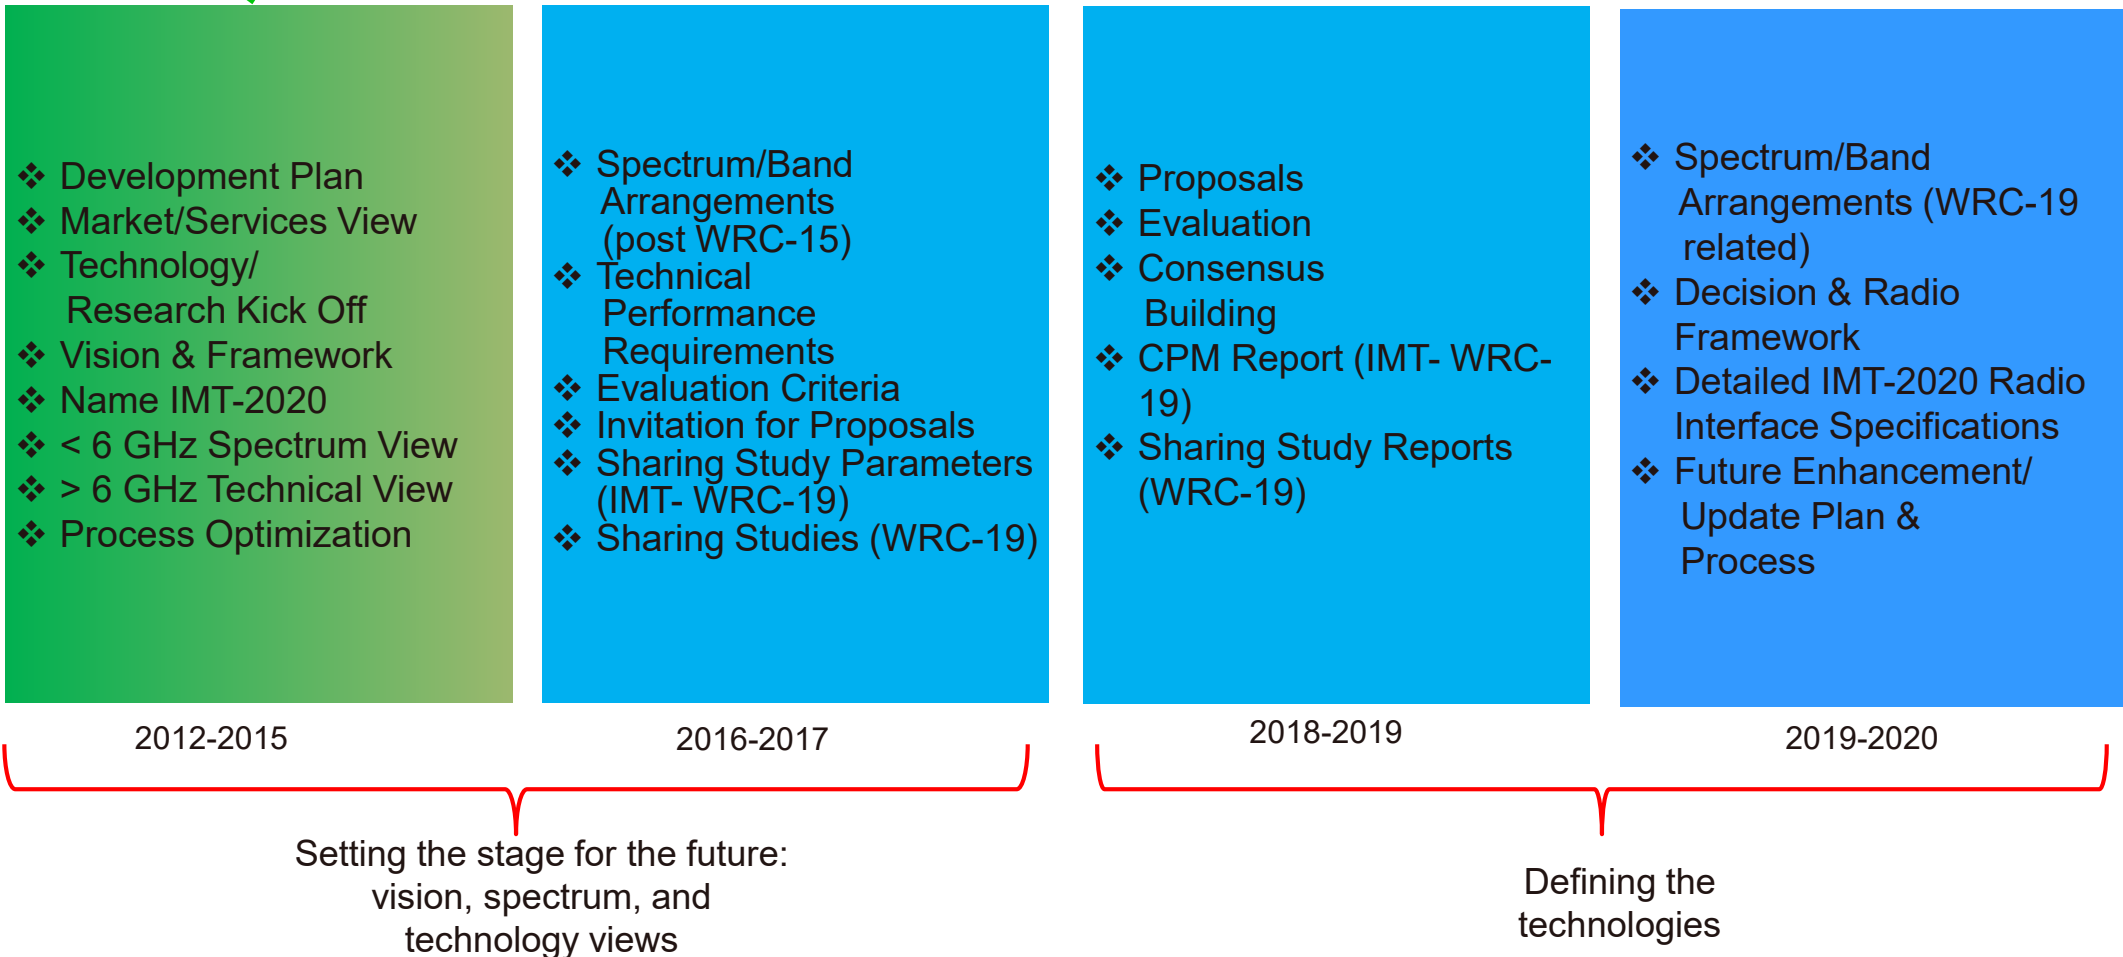 ❖ Development Plan
❖ Market/Services View
❖ Technology/
Research Kick Off
❖ Vision & Framework
❖ Name IMT-2020
❖ < 6 GHz Spectrum View
❖ > 6 GHz Technical View
❖ Process Optimization
❖ Spectrum/Band
Arrangements
(post WRC-15)
❖ Technical
Performance
Requirements
❖ Evaluation Criteria
❖ Invitation for Proposals
❖ Sharing Study Parameters
(IMT- WRC-19)
❖ Sharing Studies (WRC-19)
❖ Proposals
❖ Evaluation
❖ Consensus
Building
❖ CPM Report (IMT- WRC-
19)
❖ Sharing Study Reports
(WRC-19)
❖ Spectrum/Band
Arrangements (WRC-19
related)
❖ Decision & Radio
Framework
❖ Detailed IMT-2020 Radio
Interface Specifications
❖ Future Enhancement/
Update Plan &
Process
2012-2015
2016-2017
2018-2019
2019-2020
Setting the stage for the future:
vision, spectrum, and
technology views
Defining the
technologies